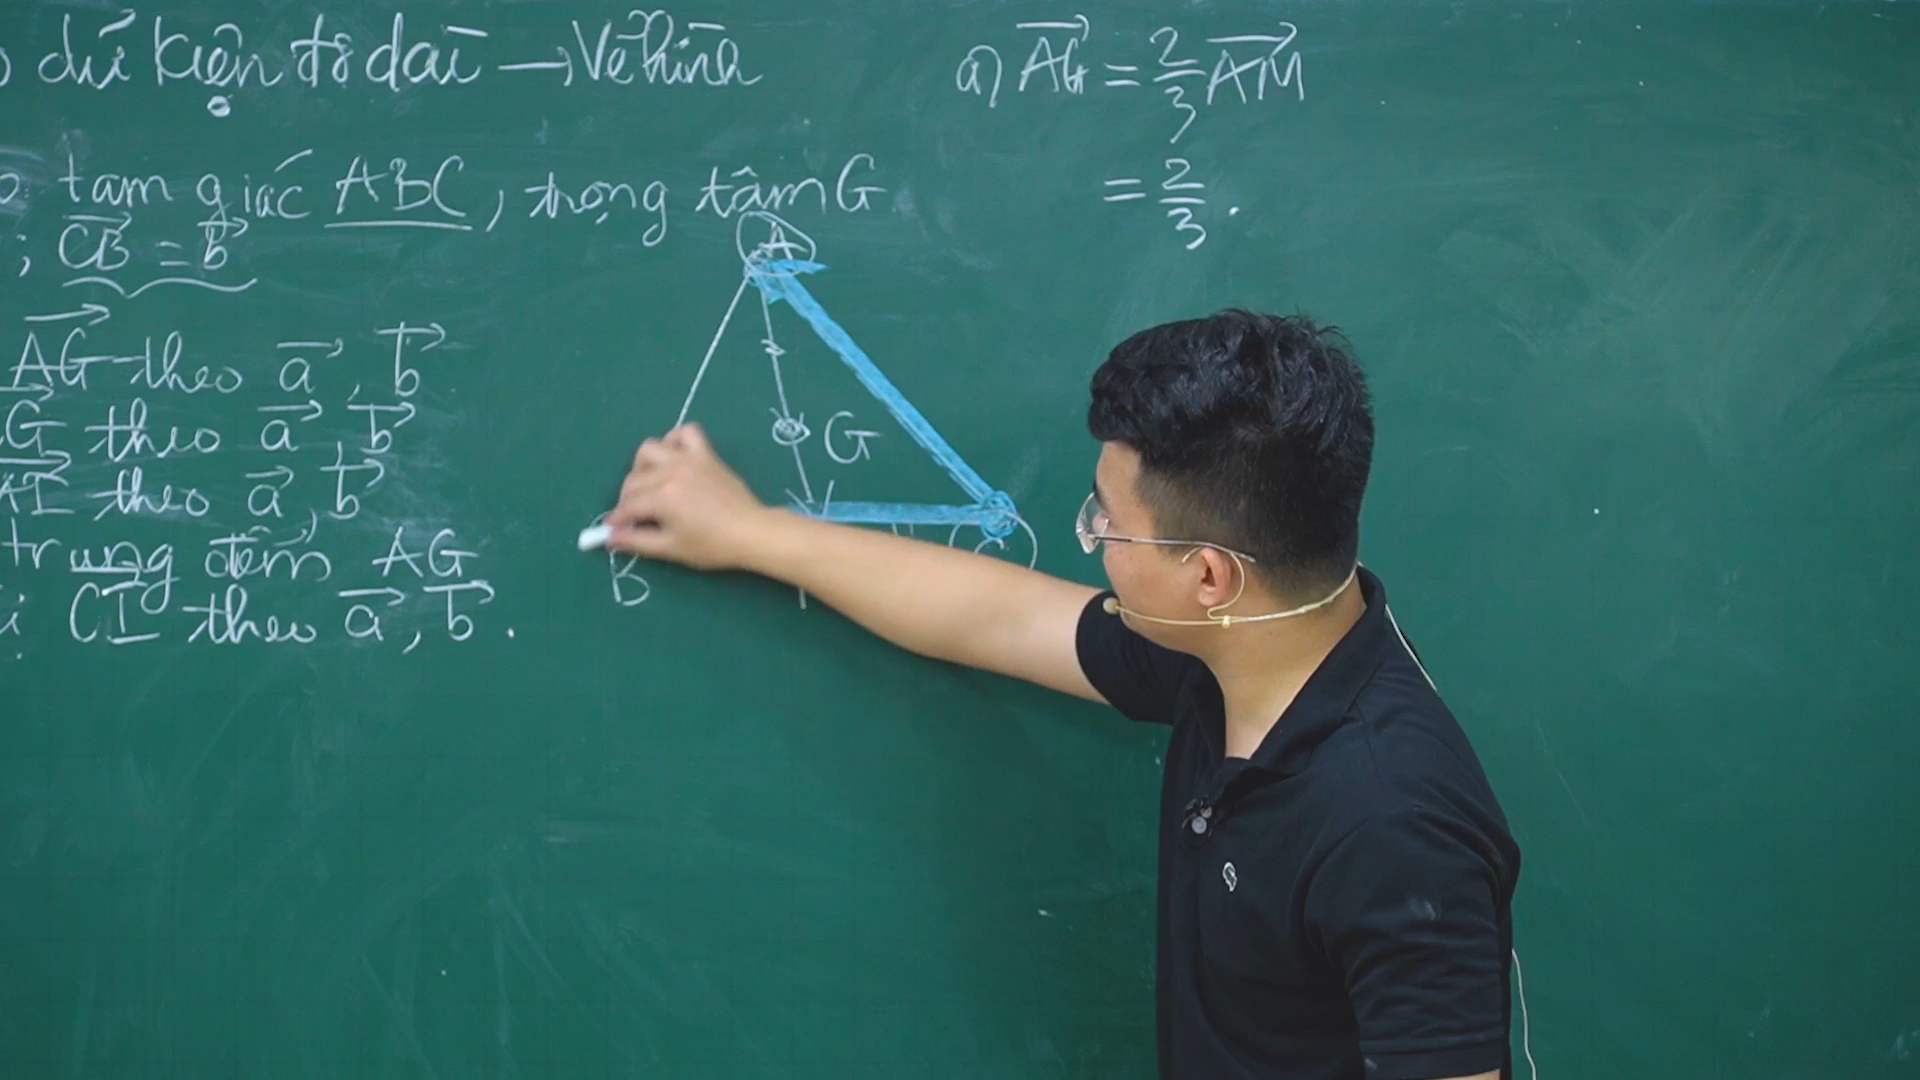 dữ kiện độ dài → Vẽ hình
tam giác ABC, trọng tâm G
; CB = b
AG theo a, b
G theo a, b
AI theo a, b
trung điểm AG
CI theo a, b.
A
G
B
a) AG = 2/3 AM
= 2/3.